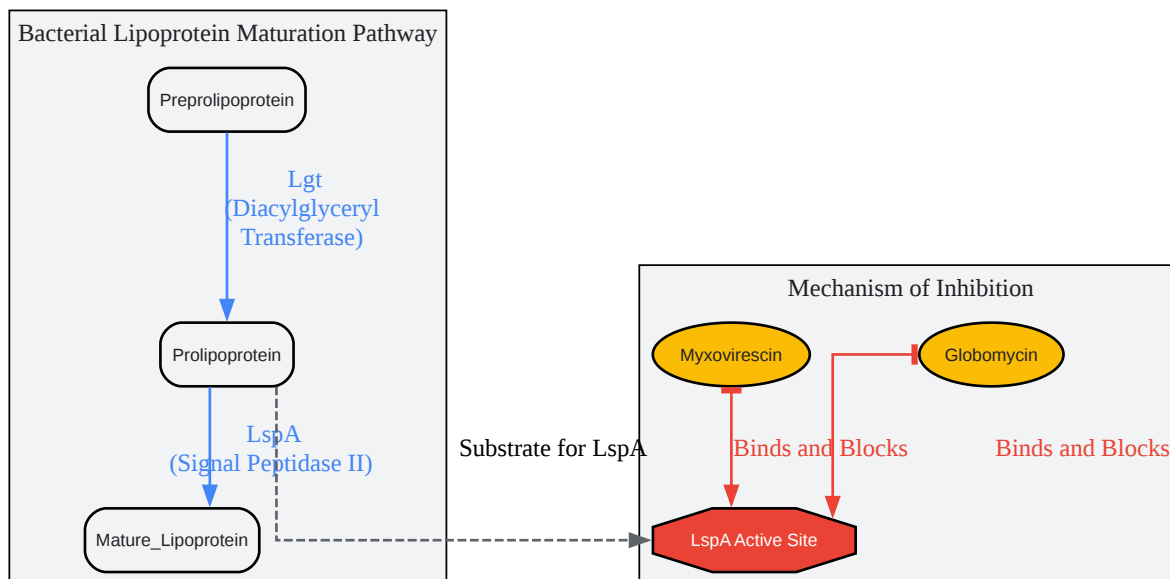 Bacterial Lipoprotein Maturation Pathway
Preprolipoprotein
Lgt
(Diacylglyceryl
Transferase)
Prolipoprotein
LspA
(Signal Peptidase II)
Mature_Lipoprotein
Substrate for LspA
Mechanism of Inhibition
Myxovirescin
Globomycin
Binds and Blocks
Binds and Blocks
LspA Active Site